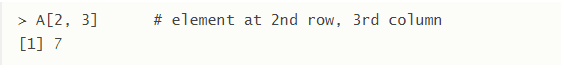 > A[2, 3]      # element at 2nd row, 3rd column
[1] 7